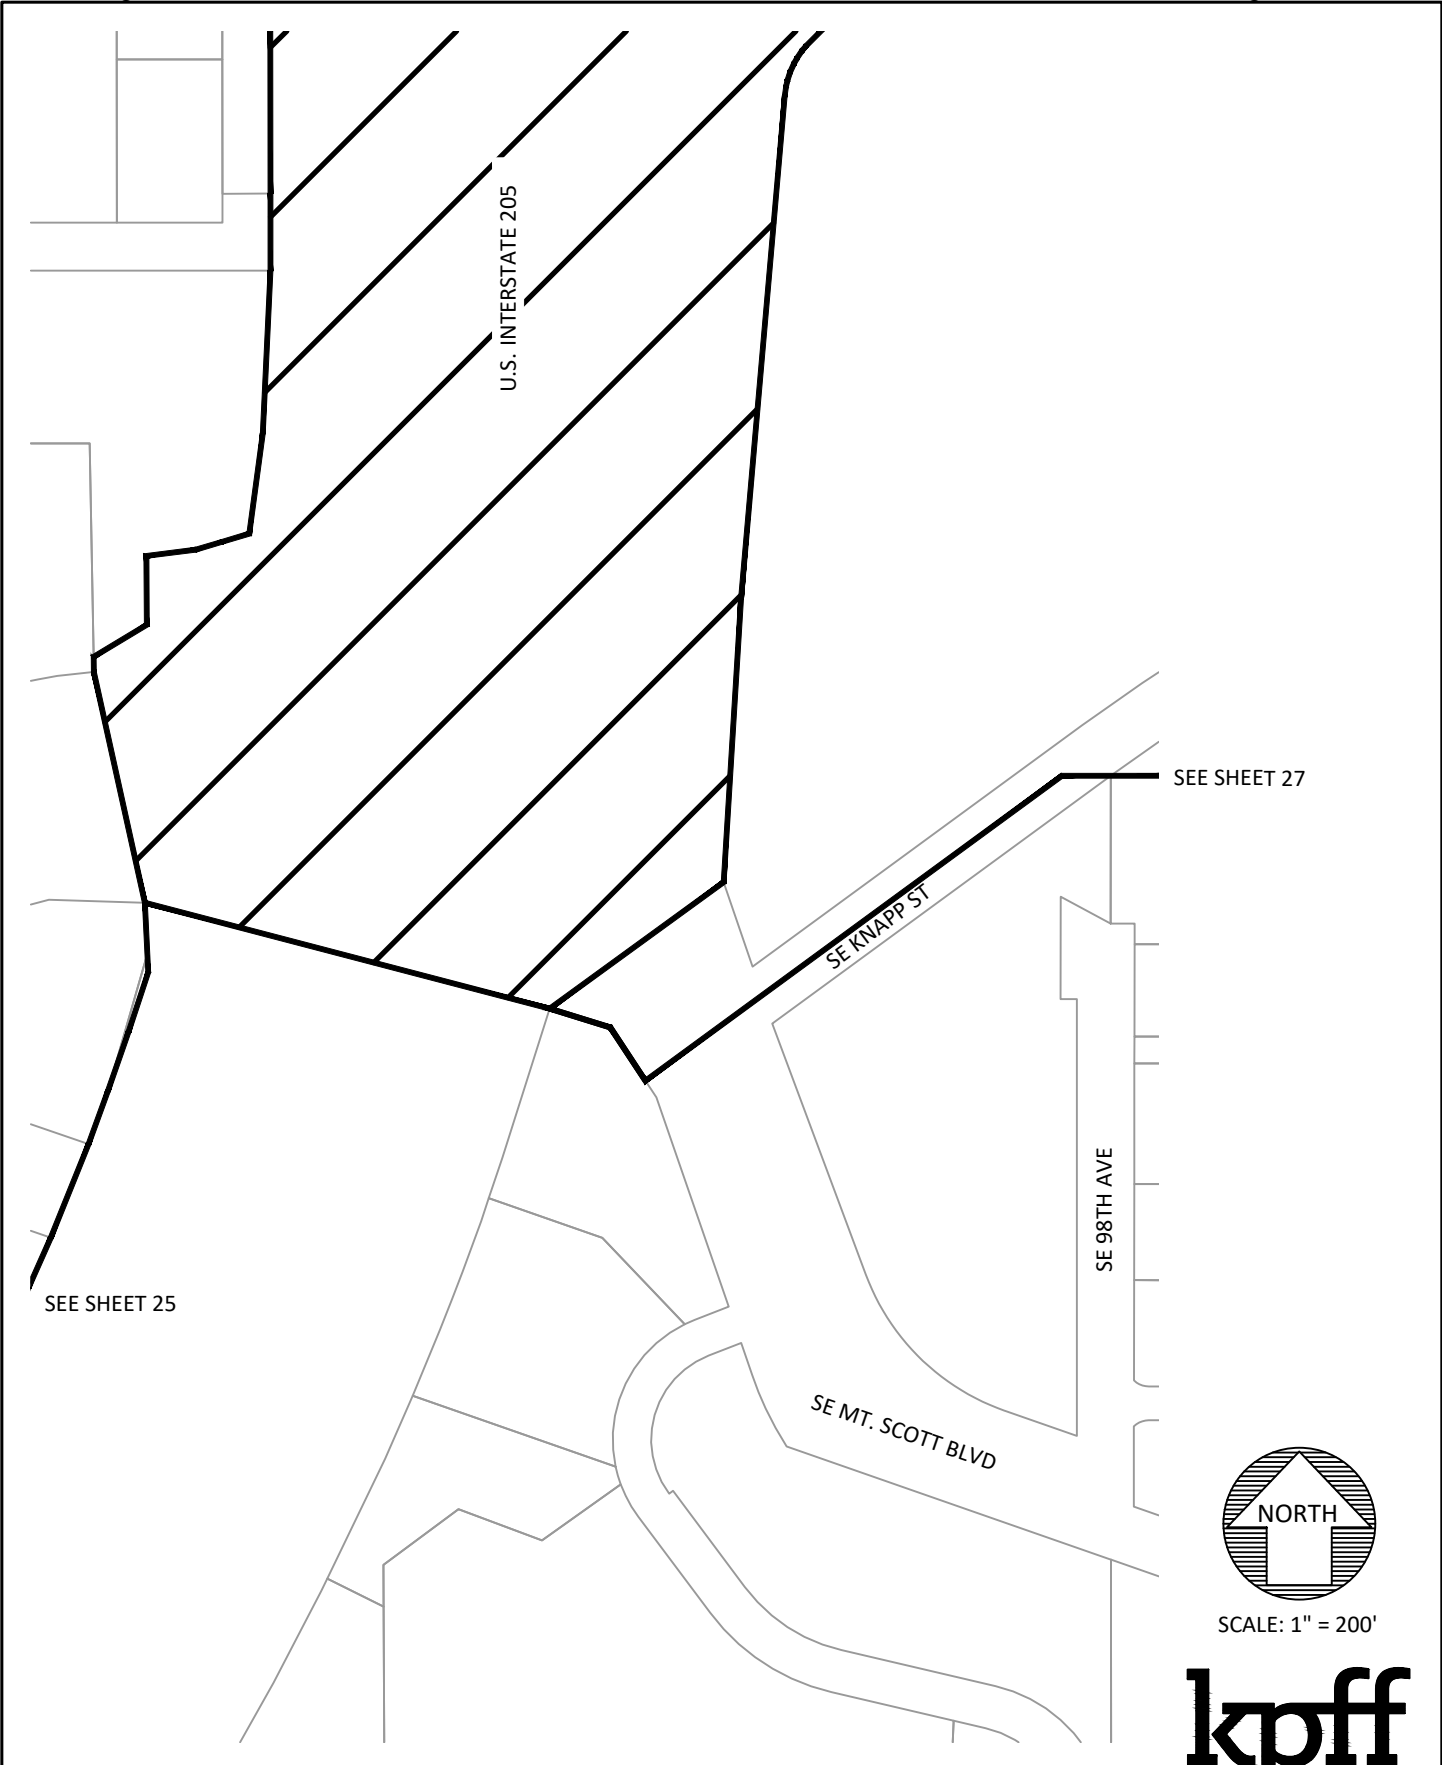 U.S. INTERSTATE 205
SEE SHEET 27
SE KNAPP ST
SE 98TH AVE
SEE SHEET 25
SE MT. SCOTT BLVD
NORTH
SCALE: 1" = 200'
kpff